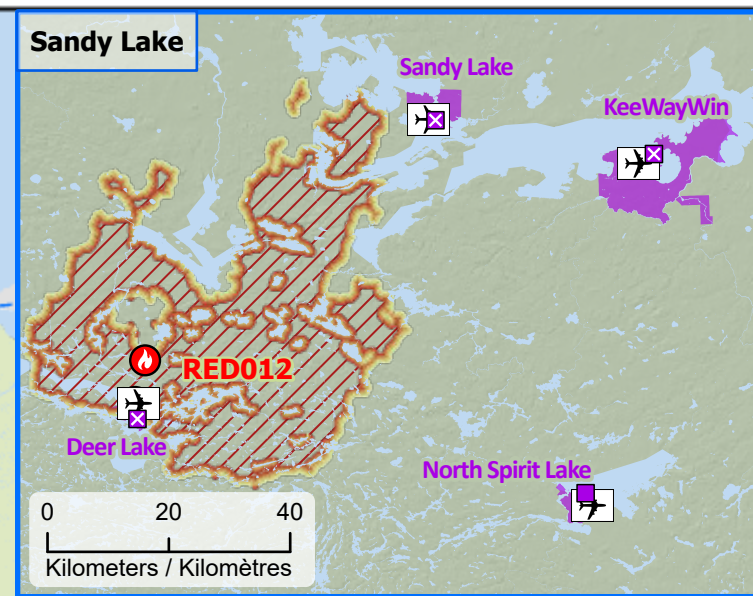 Sandy Lake
Sandy Lake
KeeWayWin
RED012
Deer Lake
North Spirit Lake
0 20 40
Kilometers / Kilomètres